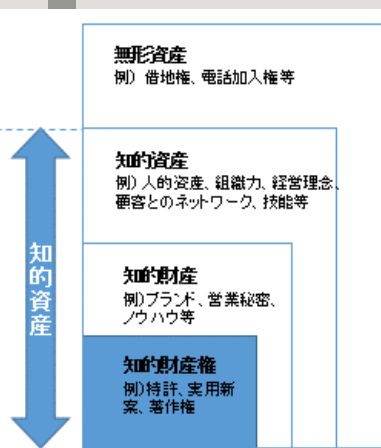 無形資産
例) 借地権、電話加入権等
知的資産
例) 人的資産、組織力、経営理念、
顧客とのネットワーク、技能等
知的資産
知的財産
例)ブランド、営業秘密、
ノウハウ等
知的財産権
例)特許、実用新
案、著作権